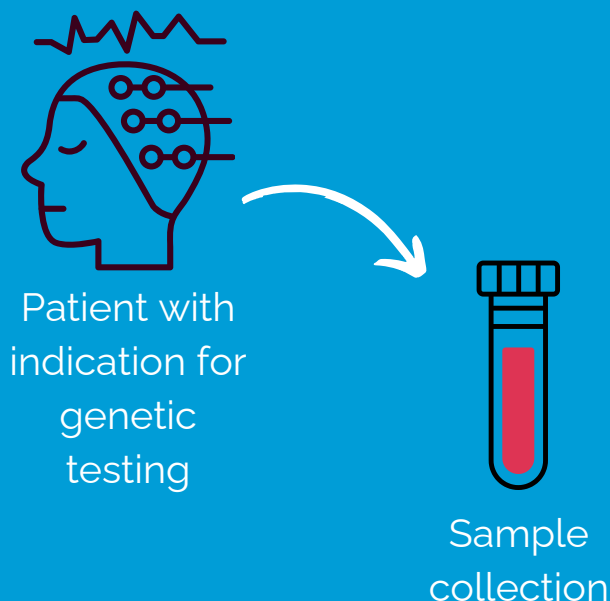 Patient with
indication for
genetic
testing
Sample
collection